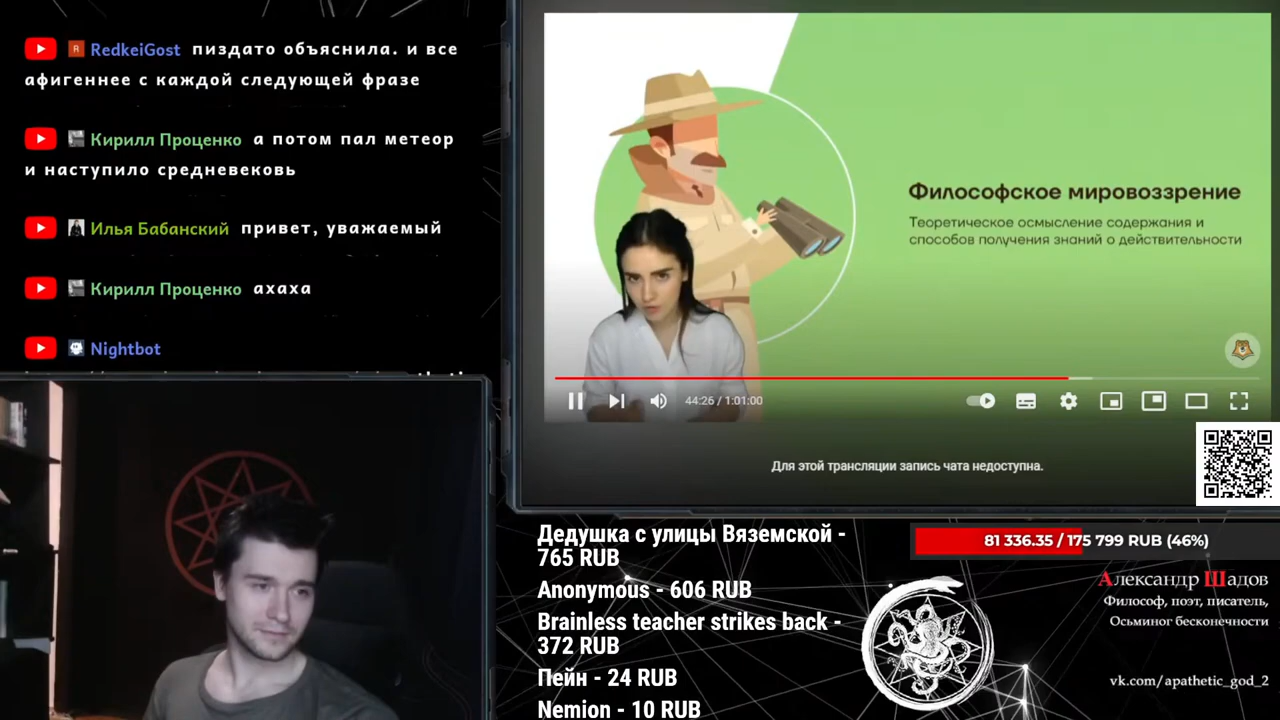 RedkeiGost пиздато объяснила. и все
афигеннее с каждой следующей фразе
Кирилл Проценко а потом пал метеор
и наступило средневековь
Илья Бабанский привет, уважаемый
Кирилл Проценко ахаха
Nightbot
Философское мировоззрение
Теоретическое осмысление содержания и
способов получения знаний о действительности
44:26 / 1:01:00
Для этой трансляции запись чата недоступна.
Дедушка с улицы Вяземской -
765 RUB
Anonymous - 606 RUB
Brainless teacher strikes back -
372 RUB
Пейн - 24 RUB
Nemion - 10 RUB
81 336.35 / 175 799 RUB (46%)
Александр Шадов
Философ, поэт, писатель,
Осьминог бесконечности
vk.com/apathetic_god_2